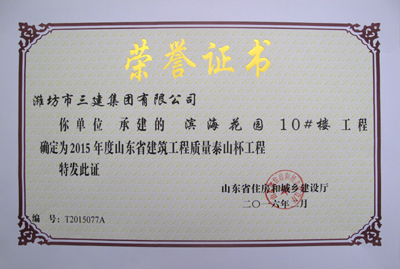 荣誉证书
潍坊市三建集团有限公司
你单位 承建的 滨海花园 10#楼 工程
确定为2015年度山东省建筑工程质量泰山杯工程
特发此证
山东省住房和城乡建设厅
二〇一六年 月
编 号：T2015077A